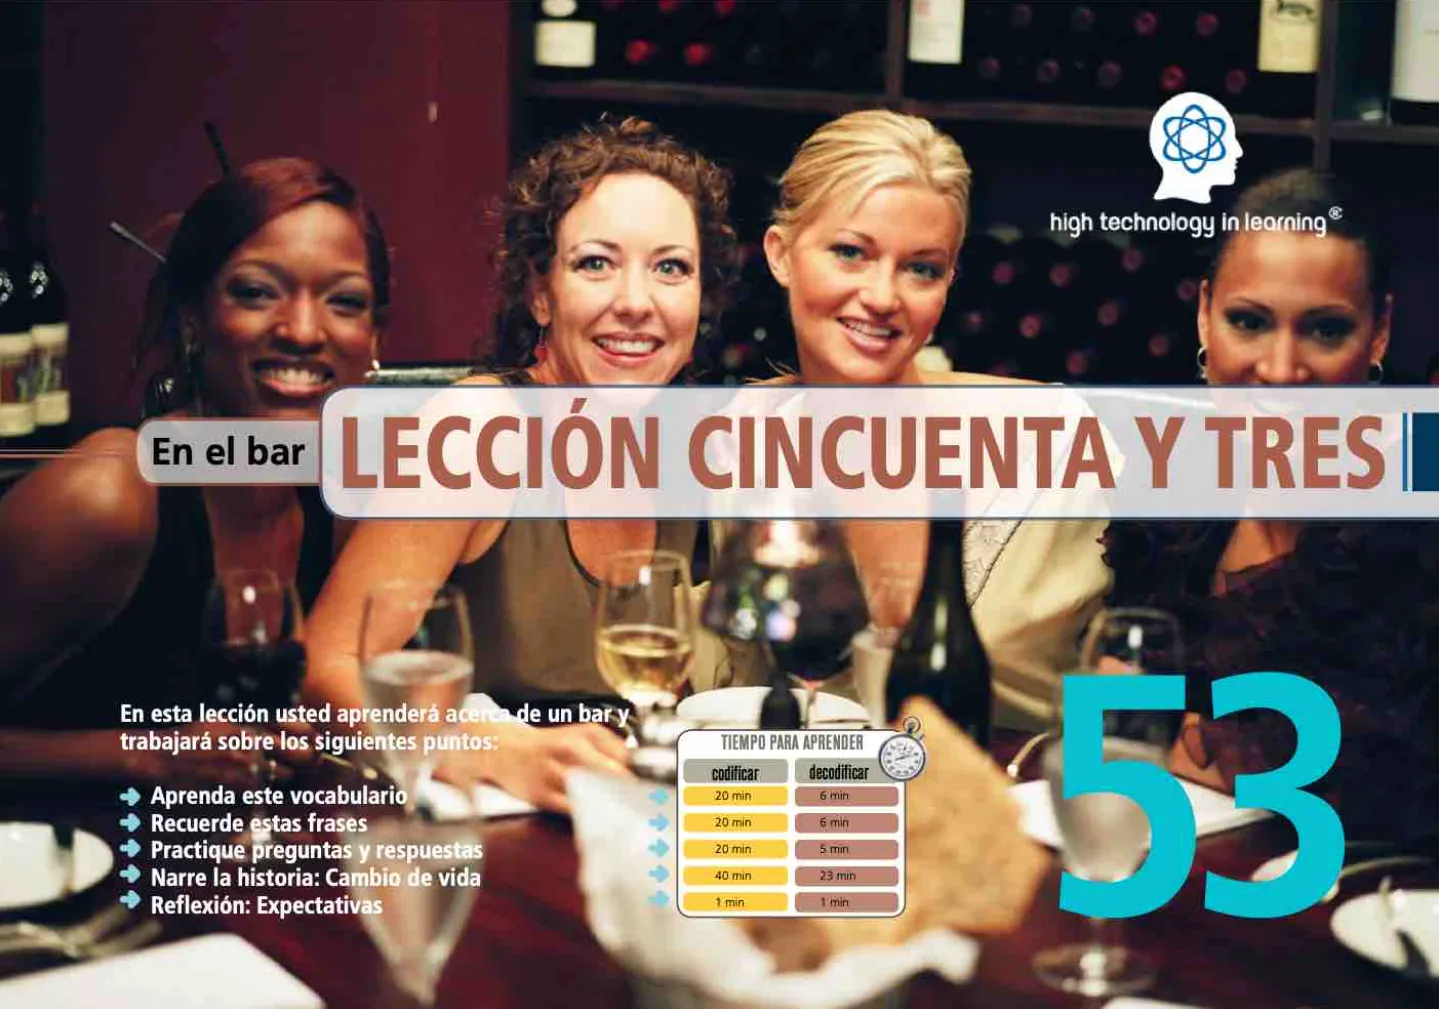 high technology in learning®
En el bar
LECCIÓN CINCUENTA Y TRES
En esta lección usted aprenderá acerca de un bar y
trabajará sobre los siguientes puntos:
Aprenda este vocabulario
Recuerde estas frases
Practique preguntas y respuestas
Narre la historia: Cambio de vida
Reflexión: Expectativas
TIEMPO PARA APRENDER
codificar decodificar
20 min 6 min
20 min 6 min
20 min 5 min
40 min 23 min
1 min 1 min
53